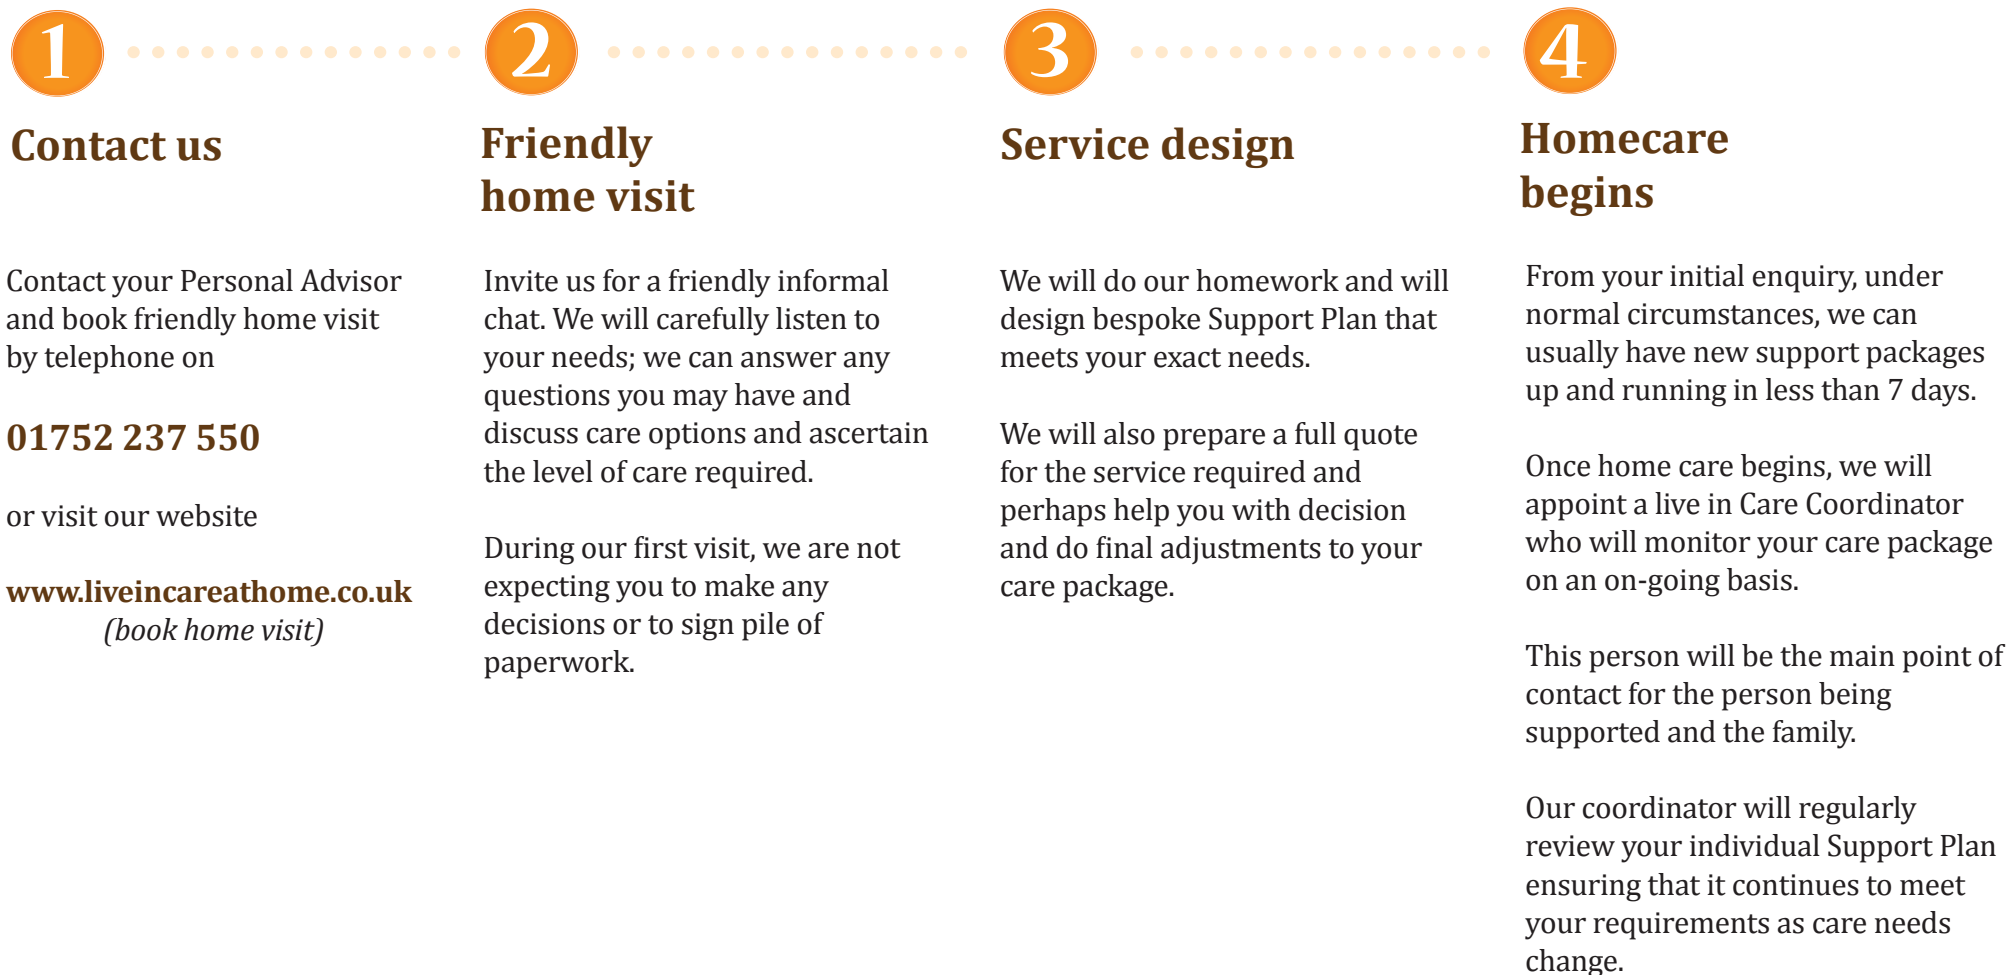 1
Contact us
Contact your Personal Advisor
and book friendly home visit
by telephone on
01752 237 550
or visit our website
www.liveincareathome.co.uk
(book home visit)
2
Friendly
home visit
Invite us for a friendly informal
chat. We will carefully listen to
your needs; we can answer any
questions you may have and
discuss care options and ascertain
the level of care required.
During our first visit, we are not
expecting you to make any
decisions or to sign pile of
paperwork.
3
Service design
We will do our homework and will
design bespoke Support Plan that
meets your exact needs.
We will also prepare a full quote
for the service required and
perhaps help you with decision
and do final adjustments to your
care package.
4
Homecare
begins
From your initial enquiry, under
normal circumstances, we can
usually have new support packages
up and running in less than 7 days.
Once home care begins, we will
appoint a live in Care Coordinator
who will monitor your care package
on an on-going basis.
This person will be the main point of
contact for the person being
supported and the family.
Our coordinator will regularly
review your individual Support Plan
ensuring that it continues to meet
your requirements as care needs
change.